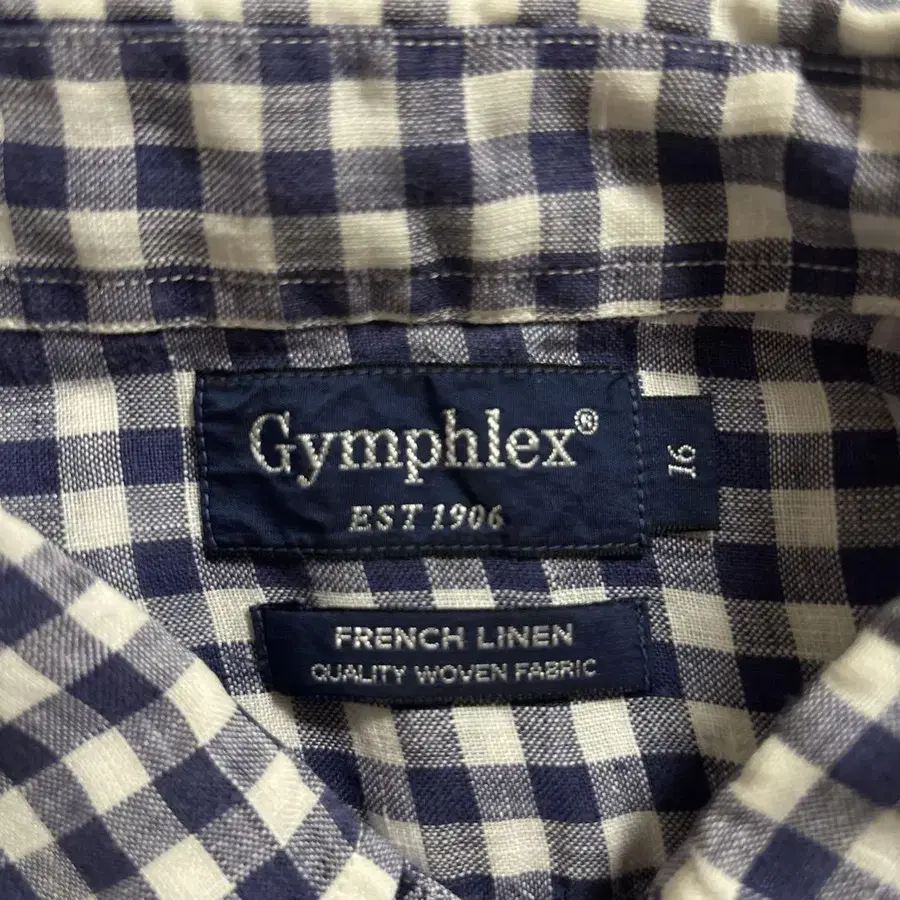 Gymphlex®
EST 1906
16
FRENCH LINEN
QUALITY WOVEN FABRIC